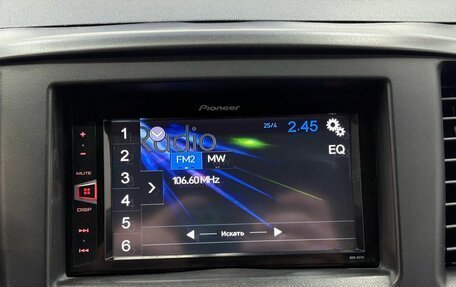 Pioneer
1
Radio
25/4
2.45
2
FM2
MW
EQ
MUTE
3
106.60 MHz
4
DISP
5
Искать
6